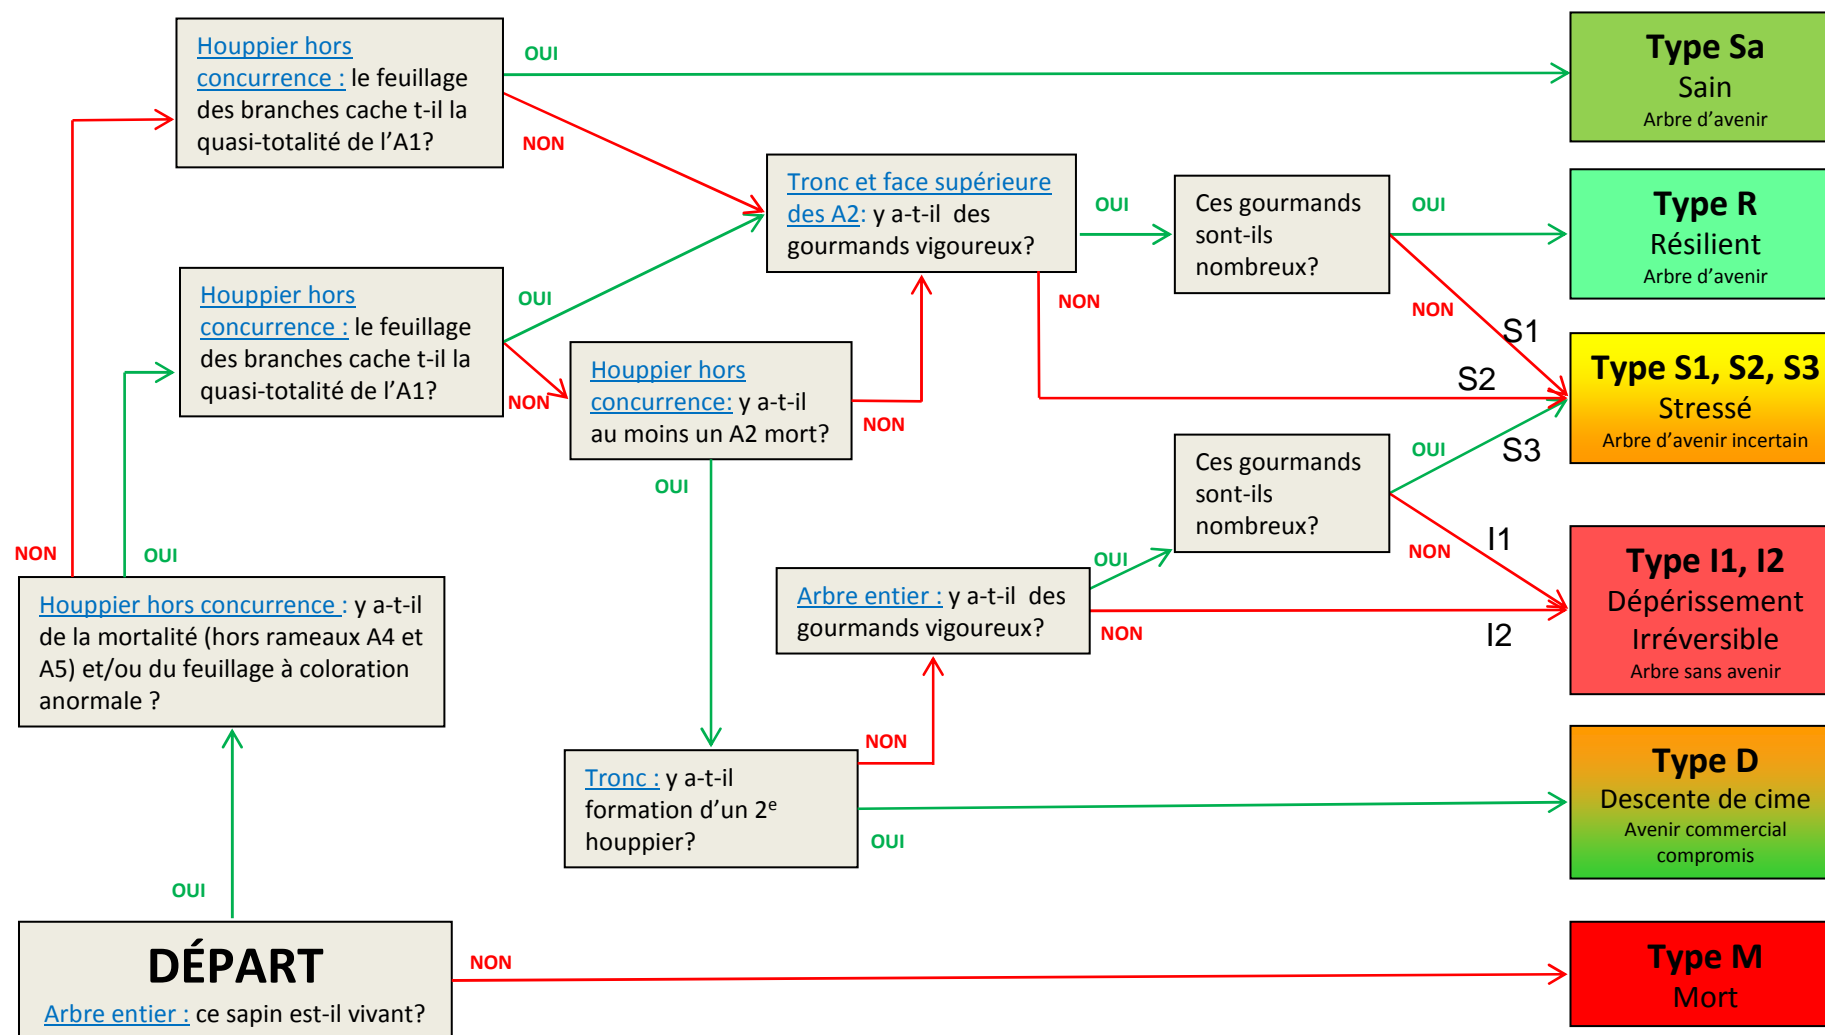 Houppier hors
concurrence : le feuillage
des branches cache t-il la
quasi-totalité de l'A1?
OUI
NON
Type Sa
Sain
Arbre d'avenir
Tronc et face supérieure
des A2: y a-t-il des
gourmands vigoureux?
OUI
NON
Ces gourmands
sont-ils
nombreux?
OUI
NON
S1
Type R
Résilient
Arbre d'avenir
Houppier hors
concurrence : le feuillage
des branches cache t-il la
quasi-totalité de l'A1?
OUI
NON
Houppier hors
concurrence: y a-t-il
au moins un A2 mort?
NON
OUI
S2
Type S1, S2, S3
Stressé
Arbre d'avenir incertain
Ces gourmands
sont-ils
nombreux?
OUI
S3
NON
I1
NON
OUI
Houppier hors concurrence : y a-t-il
de la mortalité (hors rameaux A4 et
A5) et/ou du feuillage à coloration
anormale ?
Arbre entier : y a-t-il des
gourmands vigoureux?
OUI
NON
I2
Type I1, I2
Dépérissement
Irréversible
Arbre sans avenir
Tronc : y a-t-il
formation d'un 2e
houppier?
NON
OUI
Type D
Descente de cime
Avenir commercial
compromis
OUI
DÉPART
Arbre entier : ce sapin est-il vivant?
NON
Type M
Mort